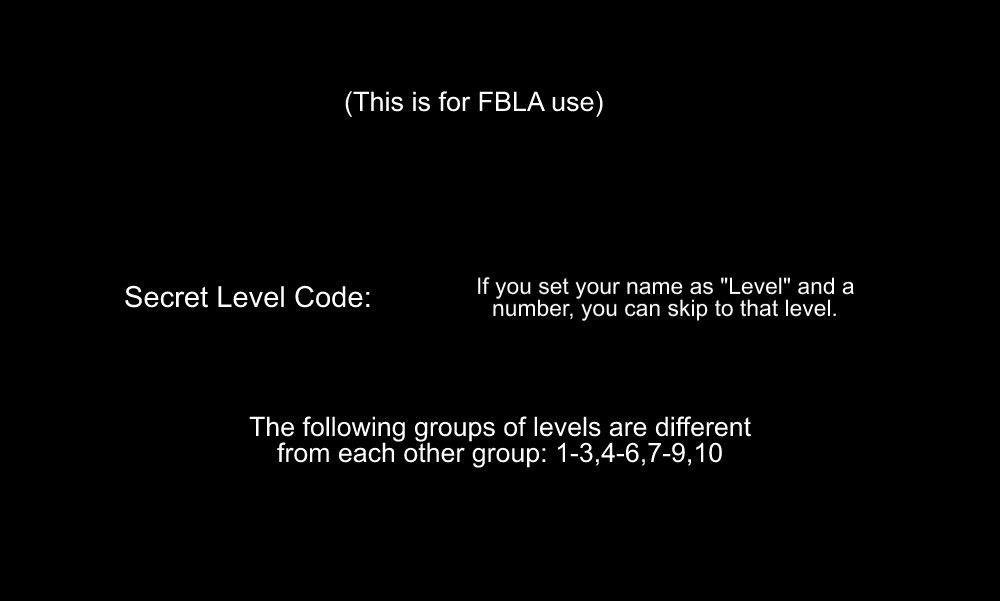 (This is for FBLA use)
Secret Level Code:
If you set your name as "Level" and a
number, you can skip to that level.
The following groups of levels are different
from each other group: 1-3,4-6,7-9,10